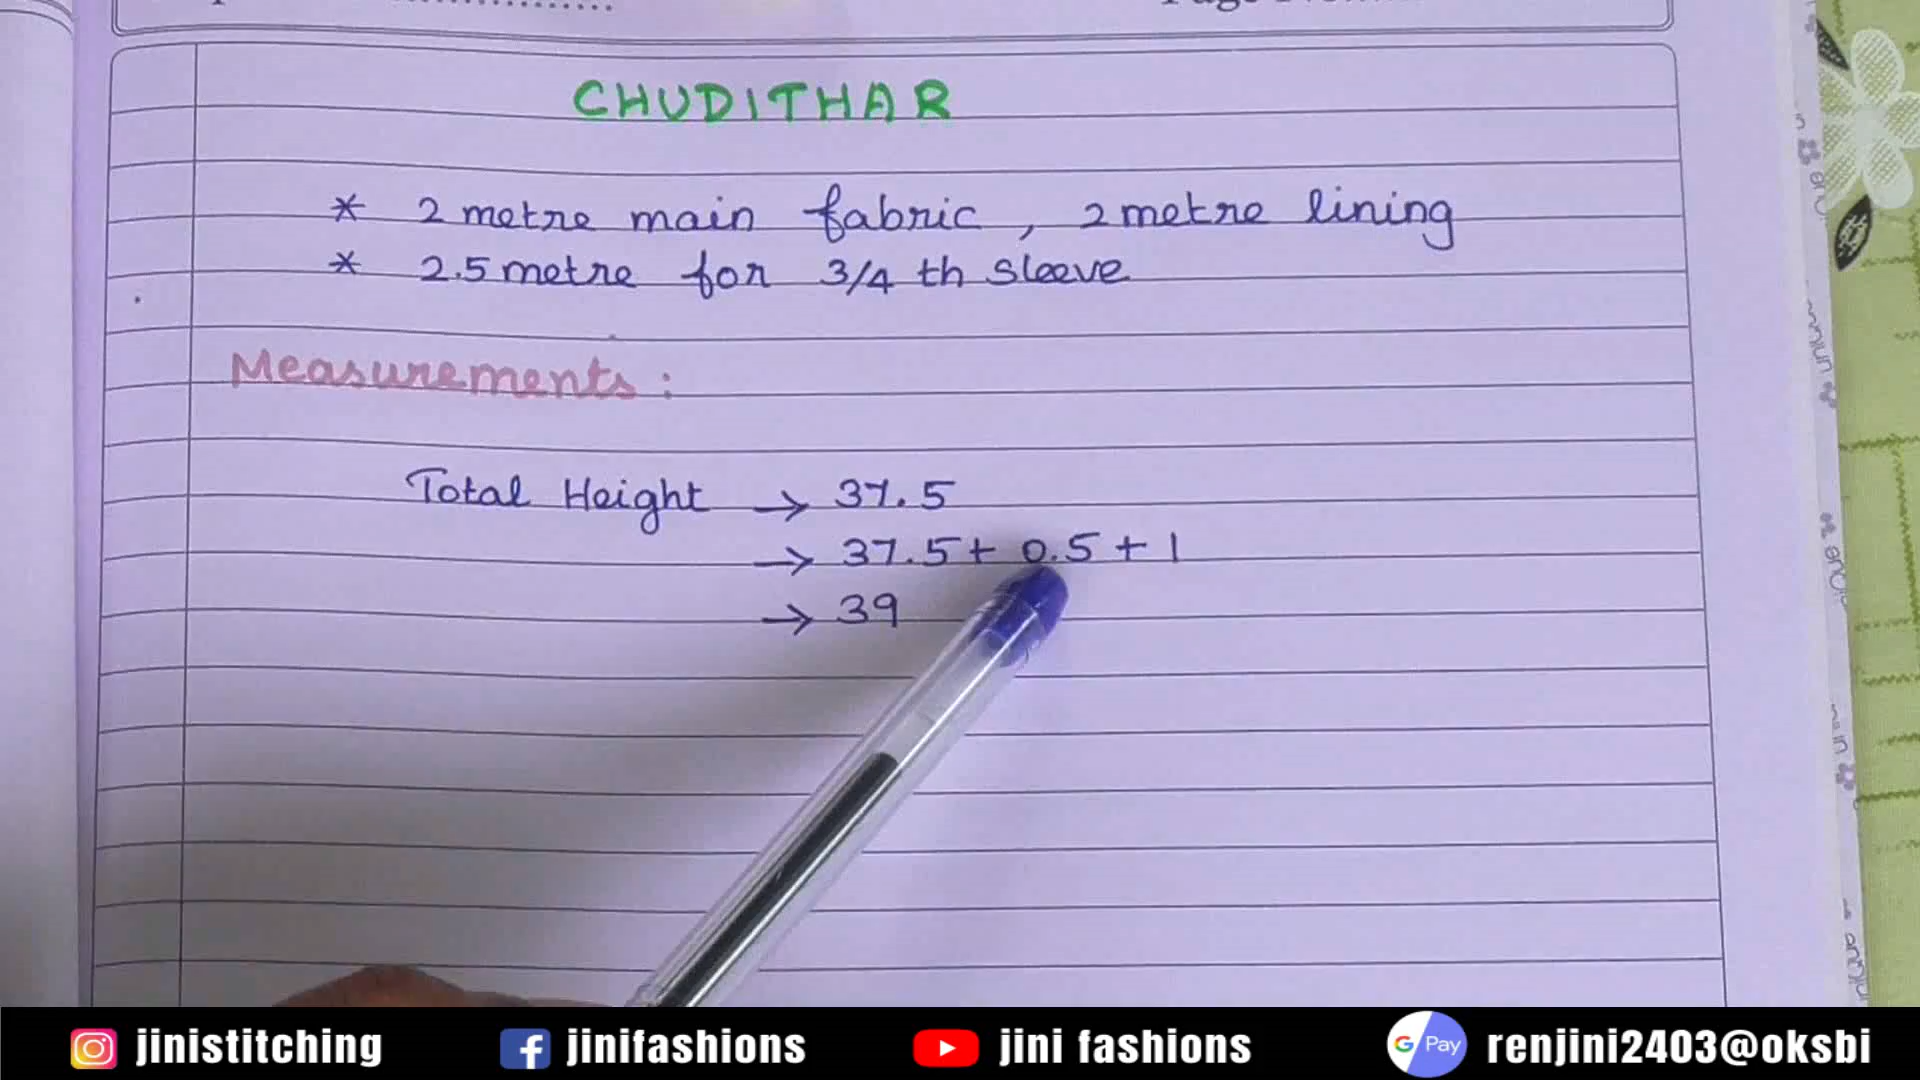 CHUDITHAR
* 2 metre main fabric, 2 metre lining
* 2.5 metre for 3/4 th sleeve
Measurements :
Total Height → 37.5
→ 37.5 + 0.5 + 1
→ 39
jinistitching jinifashions jini fashions G Pay renjini2403@oksbi